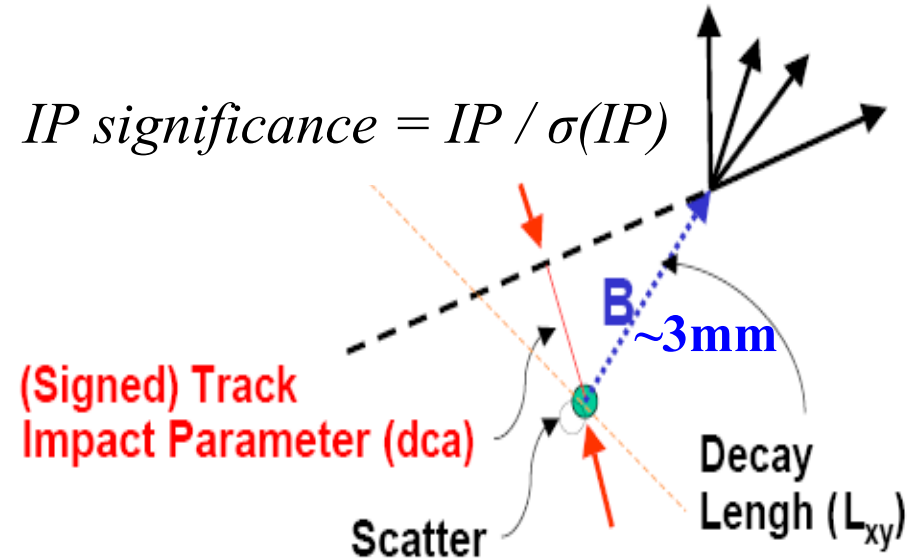 IP significance = IP / σ(IP)
B
~3mm
(Signed) Track
Impact Parameter (dca)
Decay
Lengh (Lxy)
Scatter